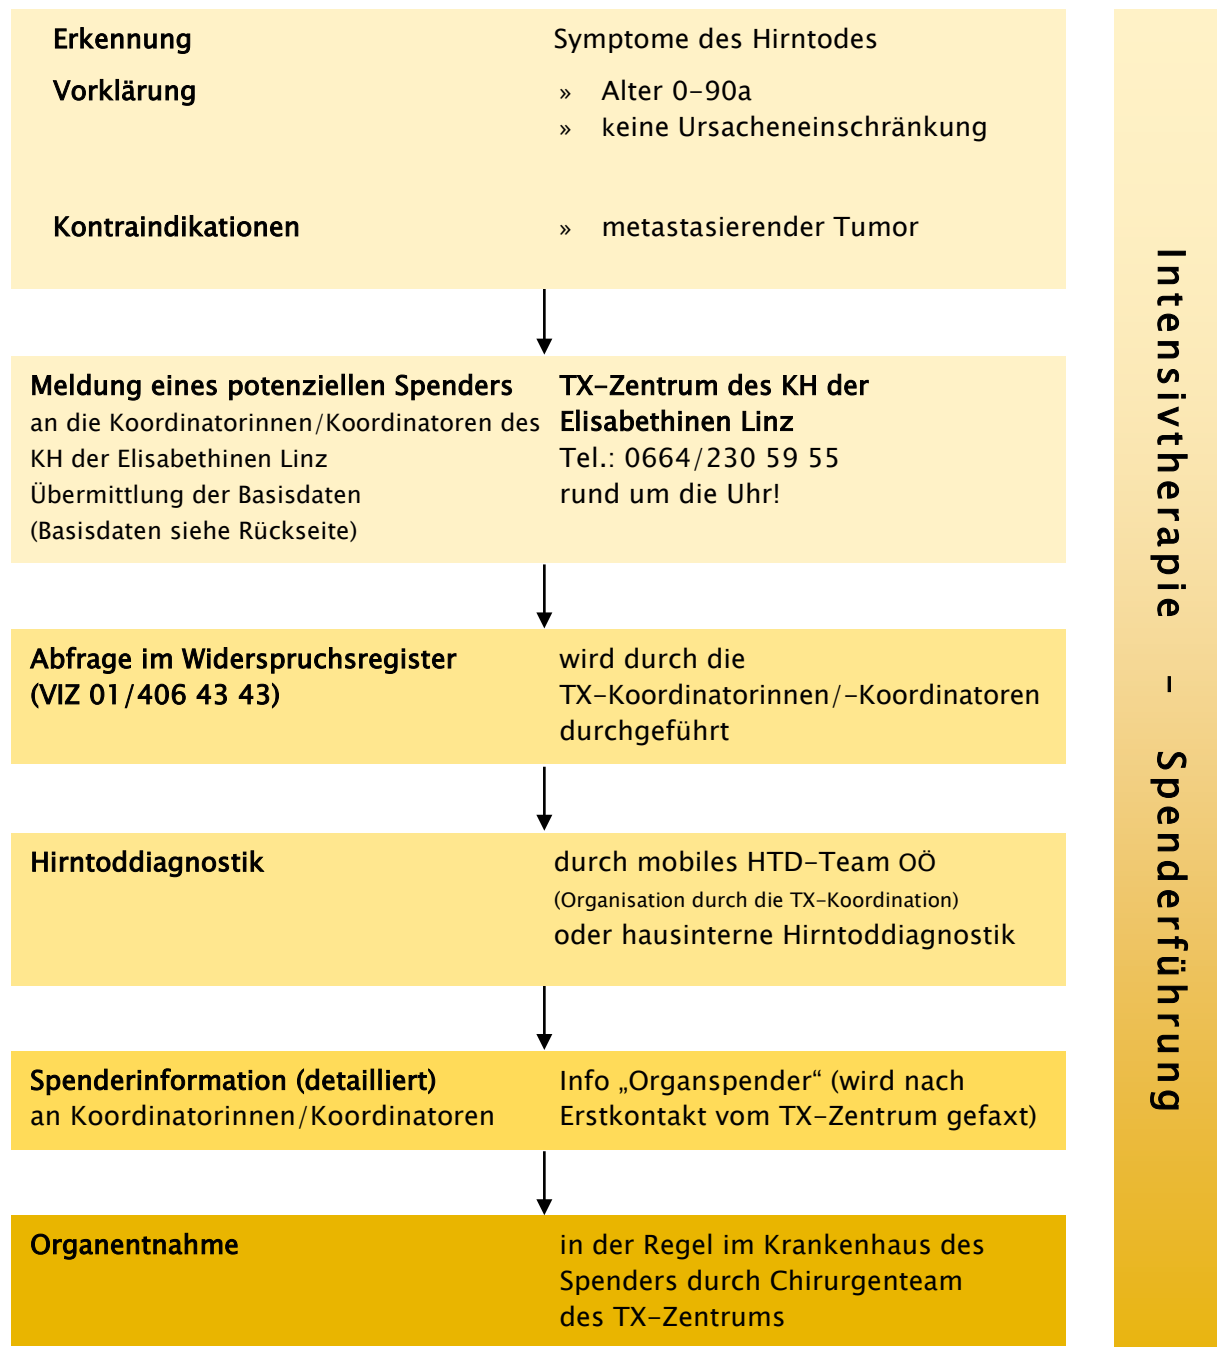 Erkennung
Symptome des Hirntodes
Vorklärung
» Alter 0–90a
» keine Ursacheneinschränkung
Kontraindikationen
» metastasierender Tumor
Meldung eines potenziellen Spenders
an die Koordinatorinnen/Koordinatoren des
KH der Elisabethinen Linz
Übermittlung der Basisdaten
(Basisdaten siehe Rückseite)
TX–Zentrum des KH der
Elisabethinen Linz
Tel.: 0664/230 59 55
rund um die Uhr!
Abfrage im Widerspruchsregister
(VIZ 01/406 43 43)
wird durch die
TX–Koordinatorinnen/–Koordinatoren
durchgeführt
Hirntoddiagnostik
durch mobiles HTD–Team OÖ
(Organisation durch die TX–Koordination)
oder hausinterne Hirntoddiagnostik
Spenderinformation (detailliert)
an Koordinatorinnen/Koordinatoren
Info „Organspender“ (wird nach
Erstkontakt vom TX–Zentrum gefaxt)
Organentnahme
in der Regel im Krankenhaus des
Spenders durch Chirurgenteam
des TX–Zentrums
Intensivtherapie – Spenderführung